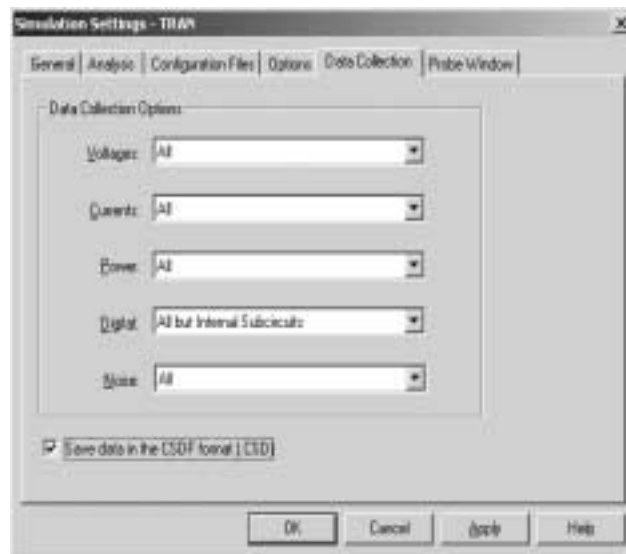 Simulation Settings - TRAN
General Analysis Configuration Files Options Data Collection Probe Window
Data Collection Options
Voltages: All
Currents: All
Power: All
Digital: All but Internal Subcircuits
Noise: All
Save data in the CSDF format (.CSD)
OK Cancel Apply Help